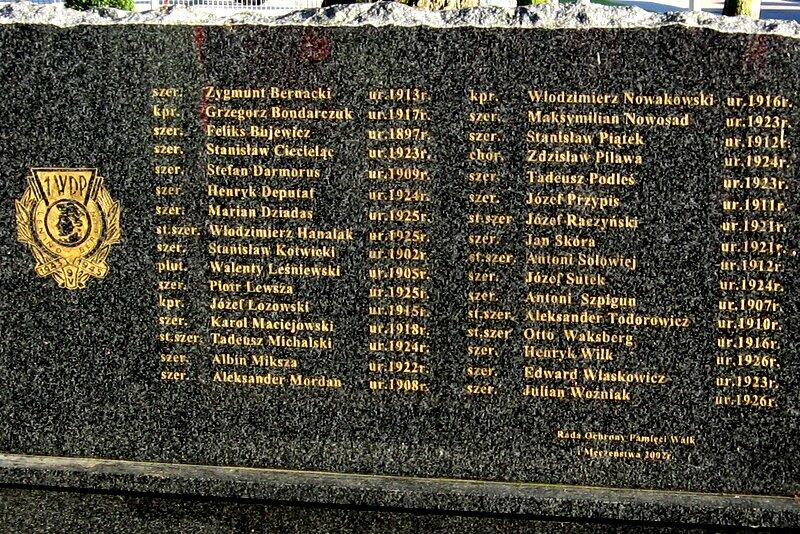 1 WDP
szer. Zygmunt Bernacki ur.1913r.
kpr. Grzegorz Bondarczuk ur.1917r.
szer. Feliks Bujewicz ur.1897r.
szer. Stanisław Ciecieląg ur.1923r.
szer. Stefan Darmorus ur.1909r.
szer. Henryk Deputat ur.1924r.
szer. Marian Dziadas ur.1925r.
st.szer. Włodzimierz Hanalak ur.1925r.
szer. Stanisław Kotwicki ur.1902r.
plut. Walenty Leśniewski ur.1905r.
szer. Piotr Lewsza ur.1925r.
kpr. Józef Łozowski ur.1915r.
szer. Karol Maciejowski ur.1918r.
st.szer. Tadeusz Michalski ur.1924r.
szer. Albin Miksza ur.1922r.
szer. Aleksander Mordan ur.1908r.
kpr. Włodzimierz Nowakowski ur.1916r.
szer. Maksymilian Nowosad ur.1923r.
szer. Stanisław Piątek ur.1912r.
chor. Zdzisław Pilawa ur.1924r.
szer. Tadeusz Podleś ur.1923r.
szer. Józef Przypis ur.1911r.
st.szer Józef Raczyński ur.1921r.
szer. Jan Skóra ur.1921r.
st.szer. Antoni Sołowiej ur.1912r.
szer. Józef Sutek ur.1924r.
szer. Antoni Szpigun ur.1907r.
st.szer. Aleksander Todorowicz ur.1910r.
st.szer Otto Waksberg ur.1916r.
szer. Henryk Wilk ur.1926r.
szer. Edward Właskowicz ur.1923r.
szer. Julian Woźniak ur.1926r.
Rada Ochrony Pamięci Walk
i Męczeństwa 2002r.